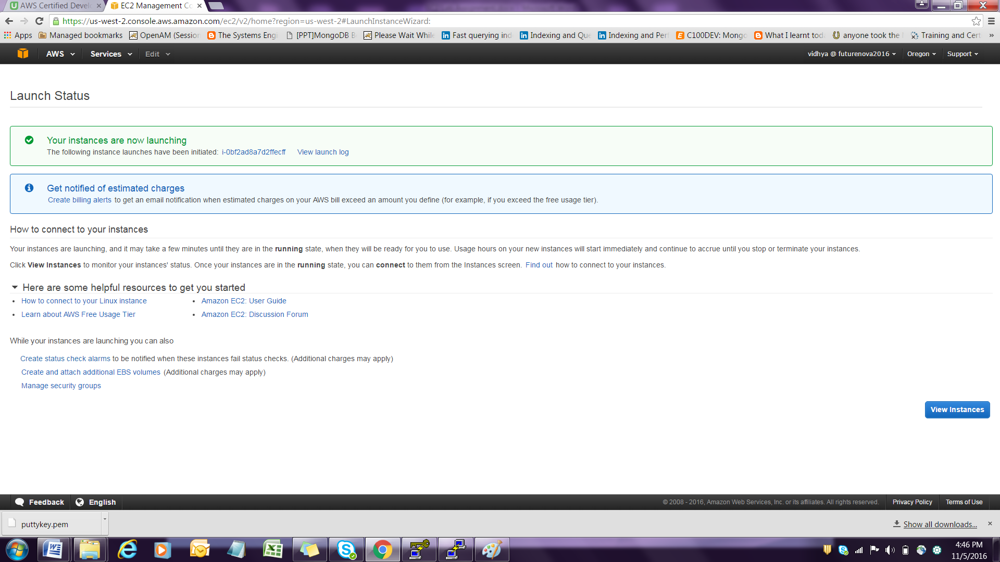 AWS Certified Devel
EC2 Management Co
https://us-west-2.console.aws.amazon.com/ec2/v2/home?region=us-west-2#LaunchInstanceWizard:
Apps Managed bookmarks OpenAM (Session The Systems Engi [PPT]MongoDB B Please Wait While Fast querying ind Indexing and Que Indexing and Perf C100DEV: Mongo What I learnt tod anyone took the Training and Cert »
AWS Services Edit vidhya @ futurenova2016 Oregon Support
Launch Status
Your instances are now launching
The following instance launches have been initiated: i-0bf2ad8a7d2ffecff View launch log
Get notified of estimated charges
Create billing alerts to get an email notification when estimated charges on your AWS bill exceed an amount you define (for example, if you exceed the free usage tier).
How to connect to your instances
Your instances are launching, and it may take a few minutes until they are in the running state, when they will be ready for you to use. Usage hours on your new instances will start immediately and continue to accrue until you stop or terminate your instances.
Click View Instances to monitor your instances' status. Once your instances are in the running state, you can connect to them from the Instances screen. Find out how to connect to your instances.
Here are some helpful resources to get you started
• How to connect to your Linux instance • Amazon EC2: User Guide
• Learn about AWS Free Usage Tier • Amazon EC2: Discussion Forum
While your instances are launching you can also
Create status check alarms to be notified when these instances fail status checks. (Additional charges may apply)
Create and attach additional EBS volumes (Additional charges may apply)
Manage security groups
View Instances
Feedback English © 2008 - 2016, Amazon Web Services, Inc. or its affiliates. All rights reserved. Privacy Policy Terms of Use
puttykey.pem Show all downloads...
4:46 PM
11/5/2016